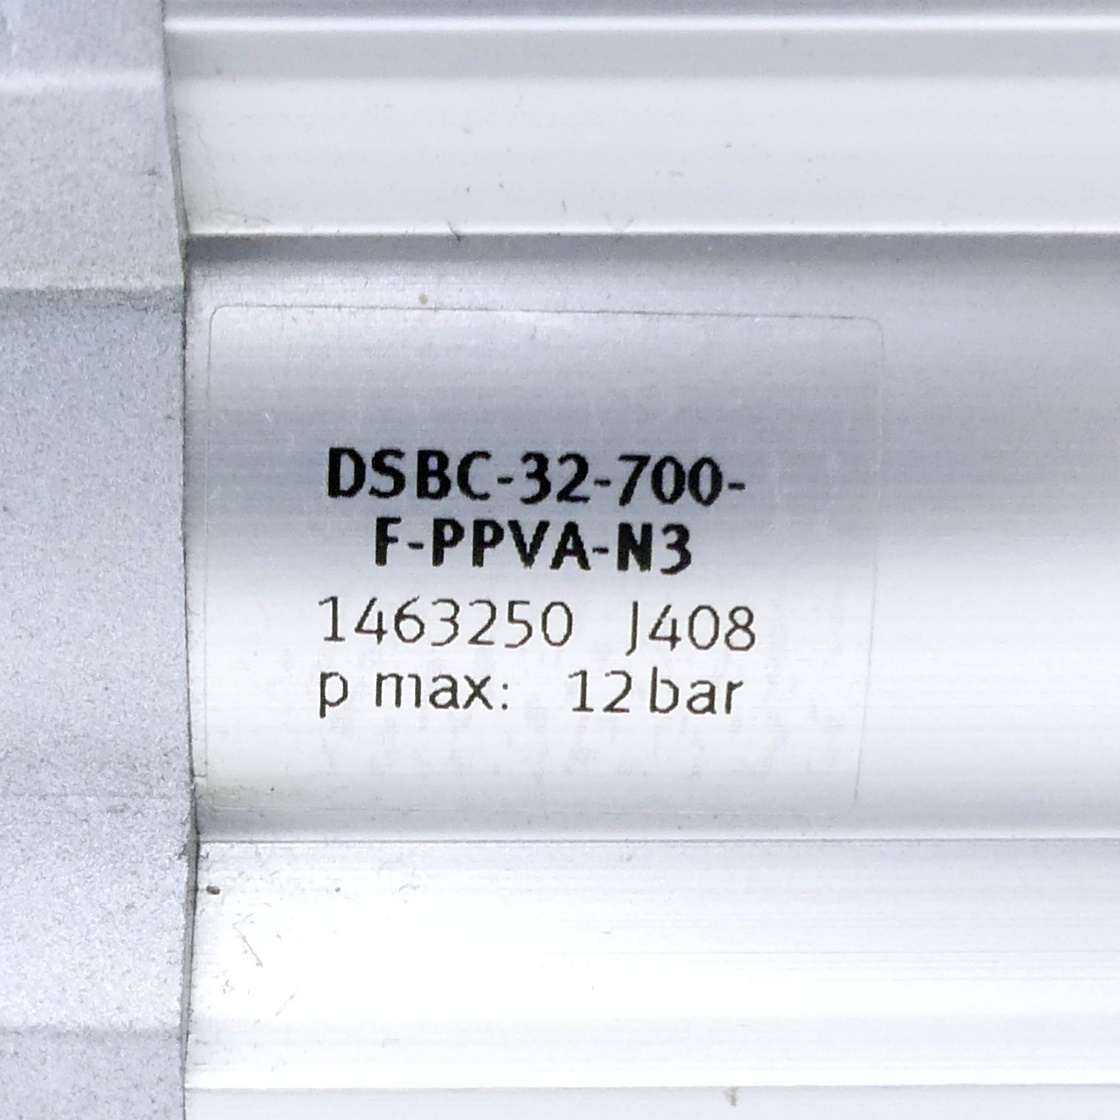 DSBC-32-700-
F-PPVA-N3
1463250 J408
p max: 12 bar